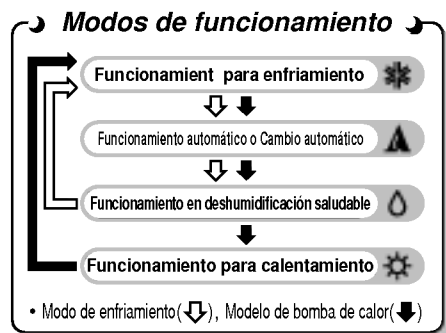 Modos de funcionamiento
Funcionamient para enfriamiento
Funcionamiento automático o Cambio automático
Funcionamiento en deshumidificación saludable
Funcionamiento para calentamiento
• Modo de enfriamiento(⇩), Modelo de bomba de calor(⬇)